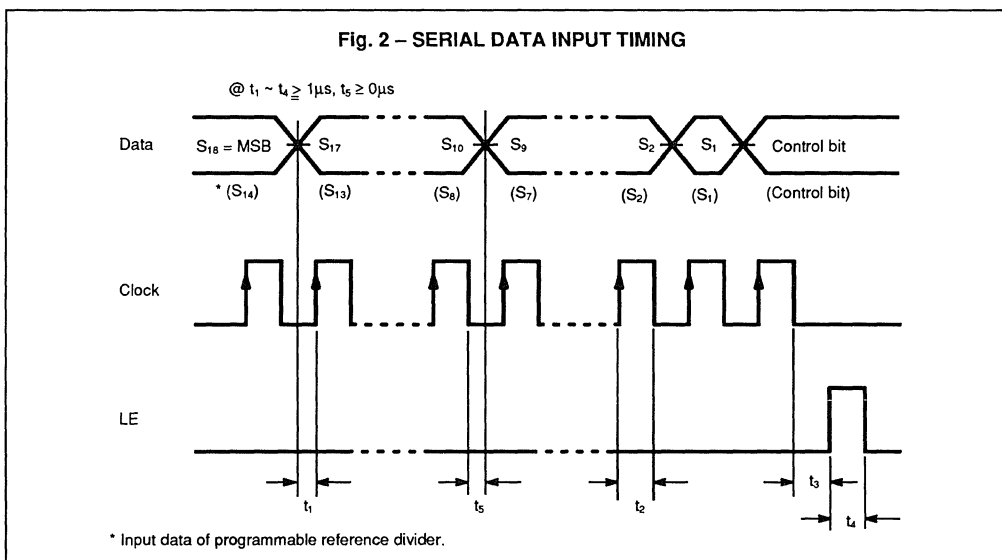 Fig. 2 – SERIAL DATA INPUT TIMING
@ t₁ ~ t₄ ≥ 1μs, t₅ ≥ 0μs
Data
S₁₈ = MSB S₁₇ S₁₀ S₉ S₂ S₁ Control bit
* (S₁₄) (S₁₃) (S₈) (S₇) (S₂) (S₁) (Control bit)
Clock
LE
t₁ t₅ t₂ t₃ t₄
* Input data of programmable reference divider.